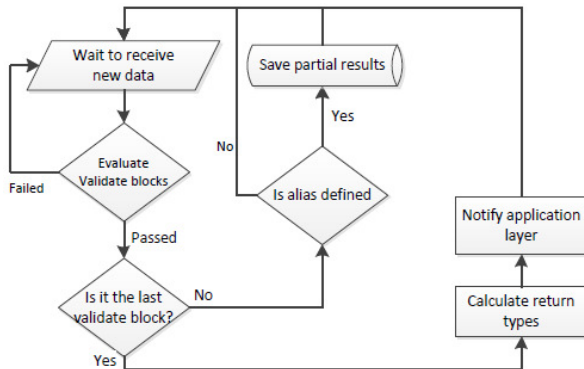 Wait to receive
new data
Save partial results
Yes
No
Evaluate
Validate blocks
Failed
Is alias defined
Passed
Notify application
layer
Is it the last
validate block?
No
Calculate return
types
Yes